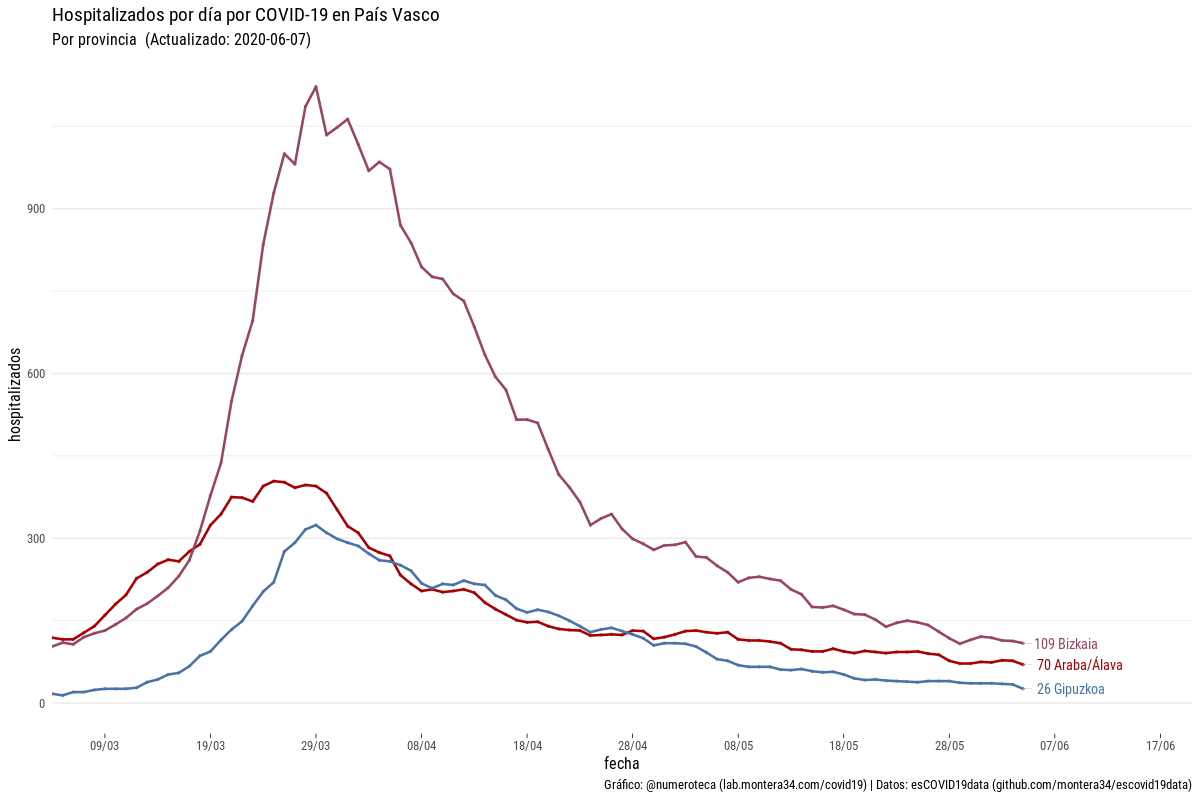 Hospitalizados por día por COVID-19 en País Vasco
Por provincia (Actualizado: 2020-06-07)
hospitalizados
900
600
300
0
109 Bizkaia
70 Araba/Álava
26 Gipuzkoa
09/03 19/03 29/03 08/04 18/04 28/04 08/05 18/05 28/05 07/06 17/06
fecha
Gráfico: @numeroteca (lab.montera34.com/covid19) | Datos: esCOVID19data (github.com/montera34/escovid19data)